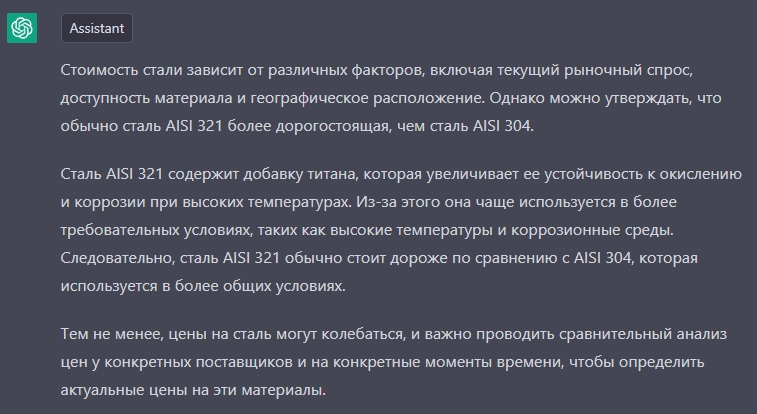 Assistant
Стоимость стали зависит от различных факторов, включая текущий рыночный спрос,
доступность материала и географическое расположение. Однако можно утверждать, что
обычно сталь AISI 321 более дорогостоящая, чем сталь AISI 304.
Сталь AISI 321 содержит добавку титана, которая увеличивает ее устойчивость к окислению
и коррозии при высоких температурах. Из-за этого она чаще используется в более
требовательных условиях, таких как высокие температуры и коррозионные среды.
Следовательно, сталь AISI 321 обычно стоит дороже по сравнению с AISI 304, которая
используется в более общих условиях.
Тем не менее, цены на сталь могут колебаться, и важно проводить сравнительный анализ
цен у конкретных поставщиков и на конкретные моменты времени, чтобы определить
актуальные цены на эти материалы.